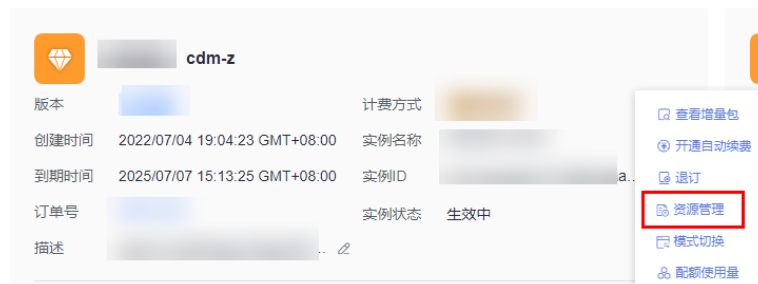 cdm-z
版本
计费方式
创建时间 2022/07/04 19:04:23 GMT+08:00 实例名称
到期时间 2025/07/07 15:13:25 GMT+08:00 实例ID a..
订单号
实例状态 生效中
描述 ..
查看增量包
开通自动续费
退订
资源管理
模式切换
配额使用量